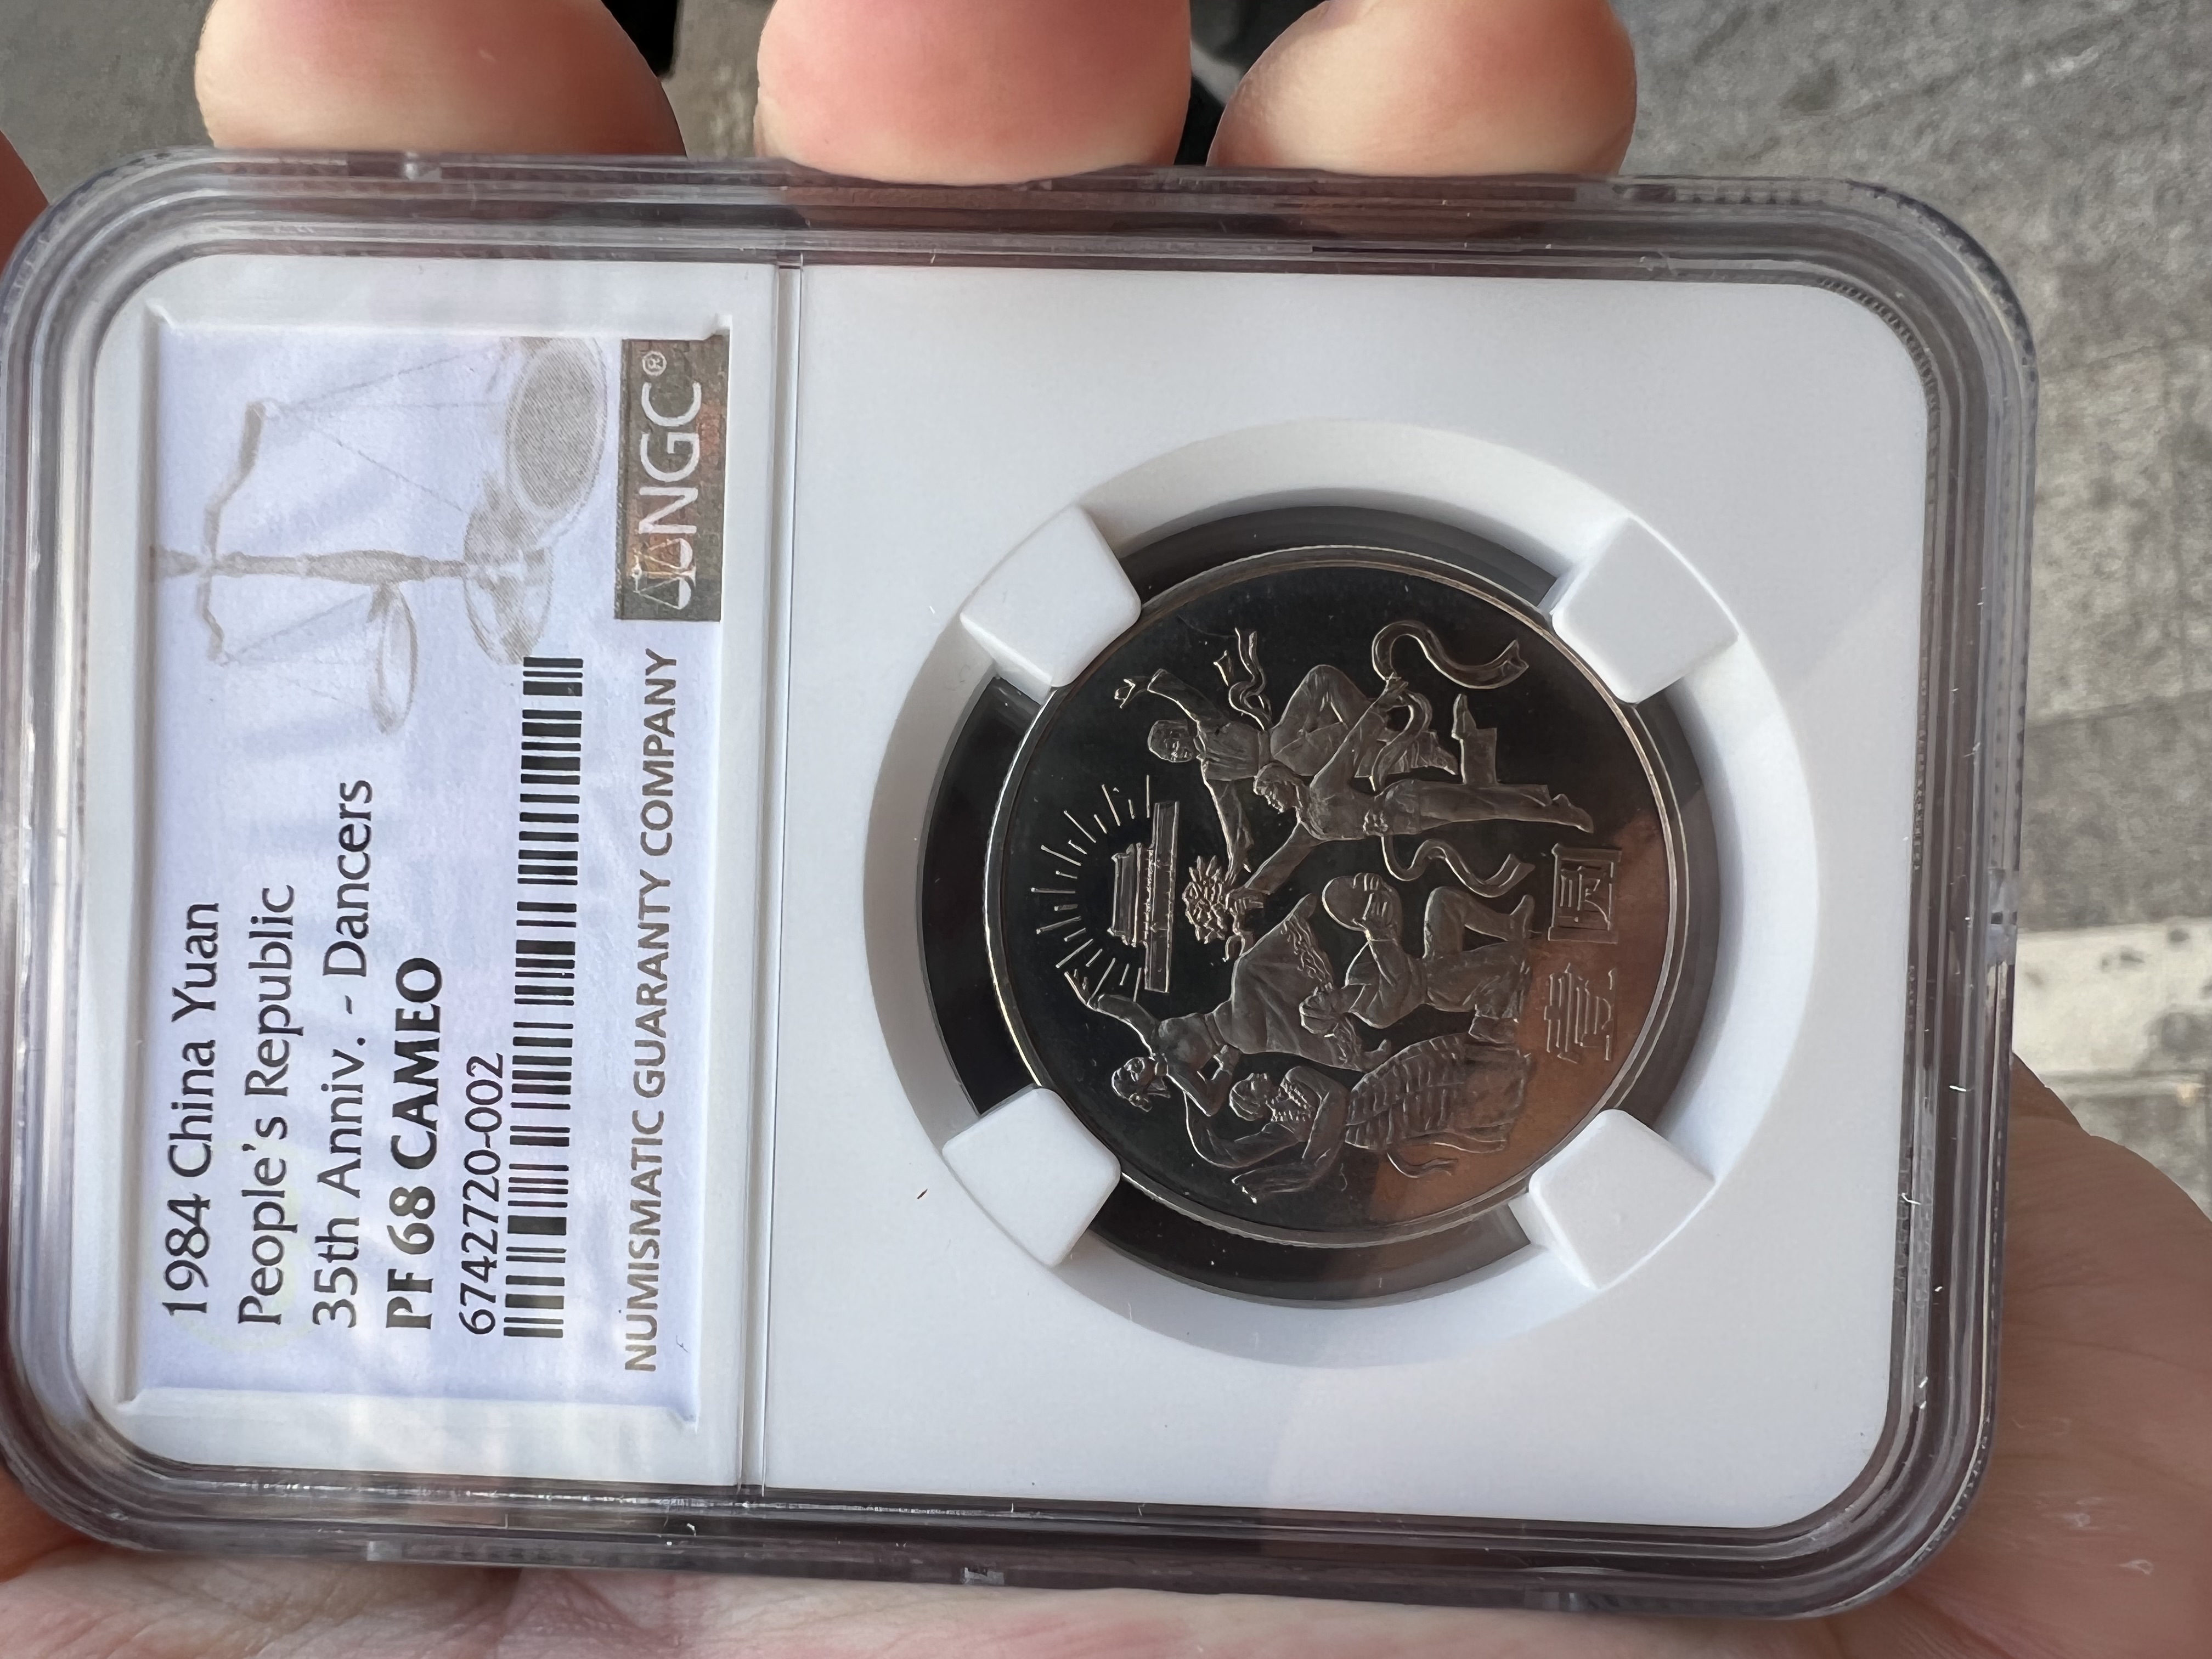 1984 China Yuan
People's Republic
35th Anniv. - Dancers
PF 68 CAMEO
6742720-002
NUMISMATIC GUARANTY COMPANY
NGC®
壹圓